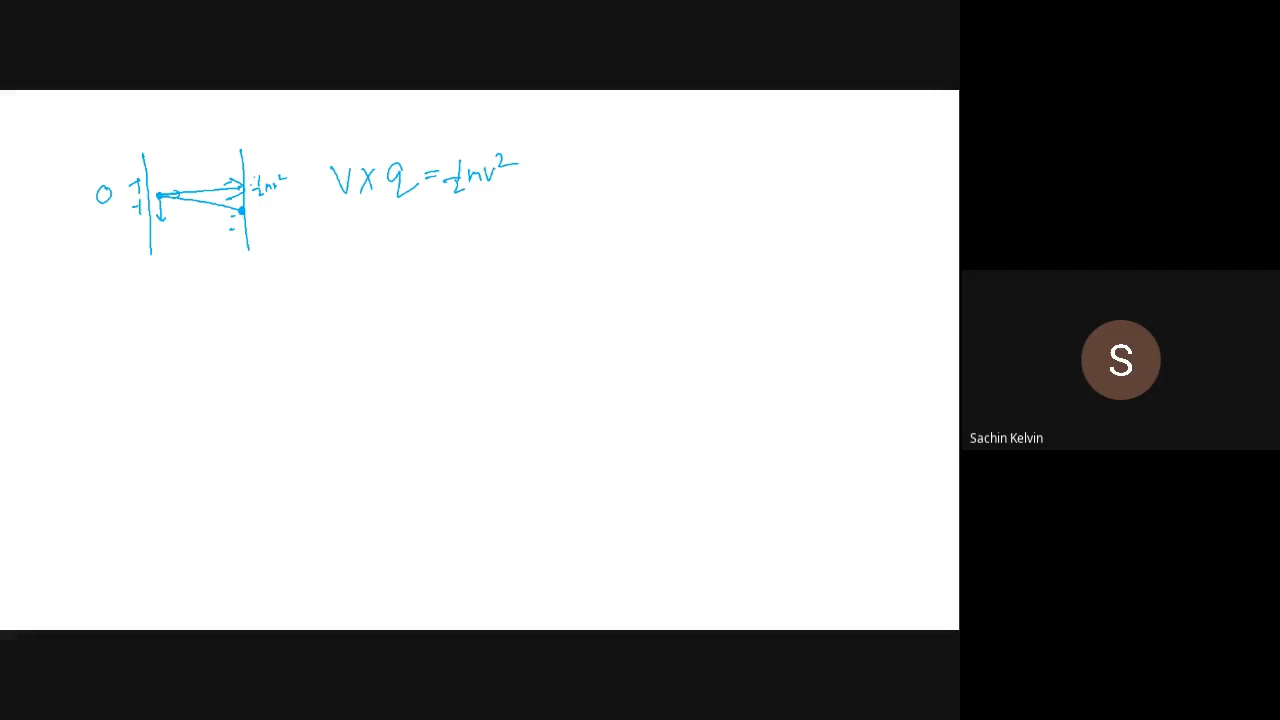 0 + + ½mv² - -
V × q = ½mv²
S
Sachin Kelvin